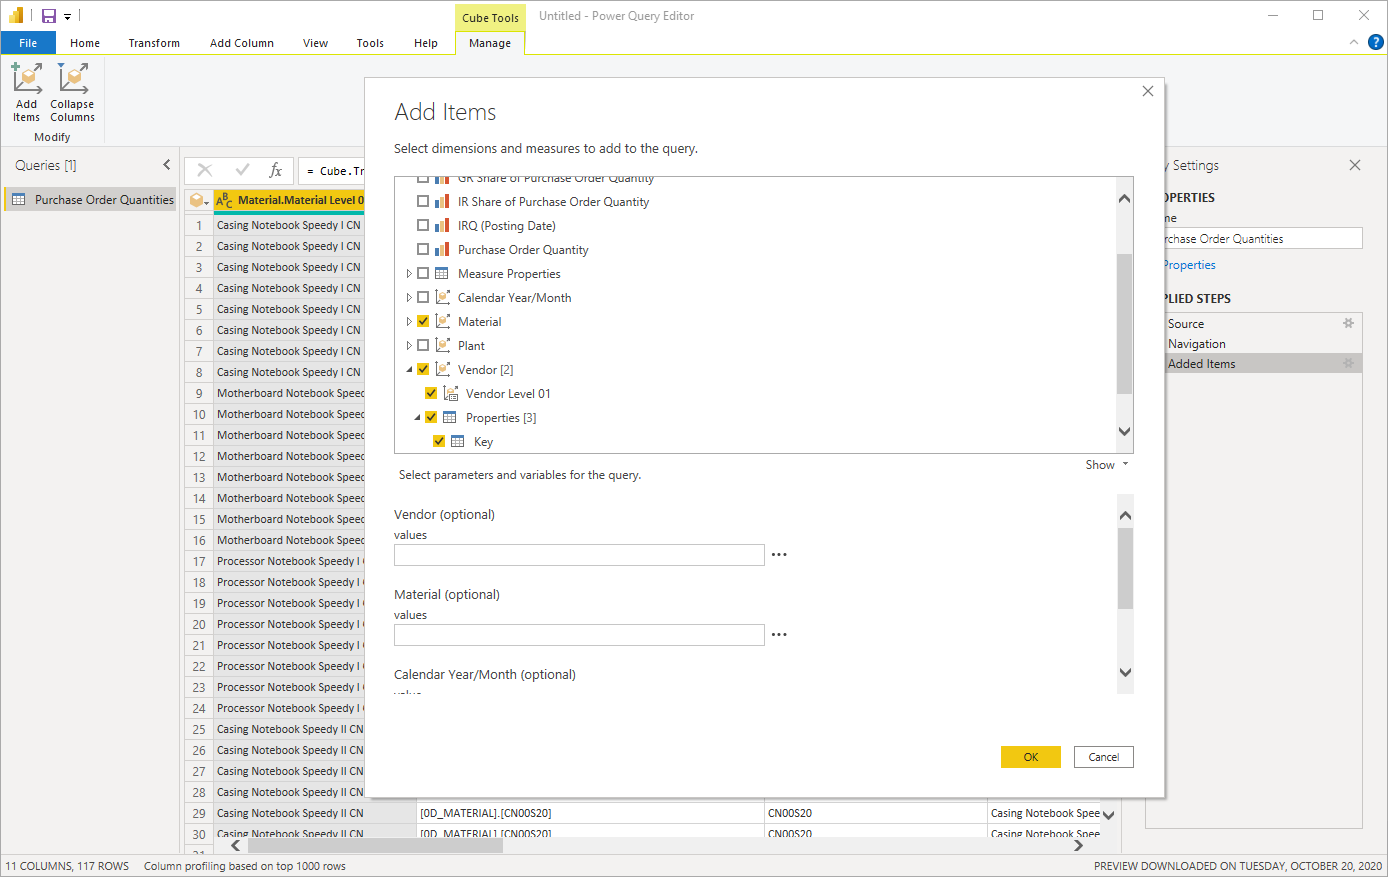 Cube Tools
Untitled - Power Query Editor
File
Home
Transform
Add Column
View
Tools
Help
Manage
?
Add
Items
Collapse
Columns
Modify
Queries [1]
Purchase Order Quantities
fx
= Cube.Tr
ABC Material.Material Level 0
1 Casing Notebook Speedy I CN
2 Casing Notebook Speedy I CN
3 Casing Notebook Speedy I CN
4 Casing Notebook Speedy I CN
5 Casing Notebook Speedy I CN
6 Casing Notebook Speedy I CN
7 Casing Notebook Speedy I CN
8 Casing Notebook Speedy I CN
9 Motherboard Notebook Speed
10 Motherboard Notebook Speed
11 Motherboard Notebook Speed
12 Motherboard Notebook Speed
13 Motherboard Notebook Speed
14 Motherboard Notebook Speed
15 Motherboard Notebook Speed
16 Motherboard Notebook Speed
17 Processor Notebook Speedy I C
18 Processor Notebook Speedy I C
19 Processor Notebook Speedy I C
20 Processor Notebook Speedy I C
21 Processor Notebook Speedy I C
22 Processor Notebook Speedy I C
23 Processor Notebook Speedy I C
24 Processor Notebook Speedy I C
25 Casing Notebook Speedy II CN
26 Casing Notebook Speedy II CN
27 Casing Notebook Speedy II CN
28 Casing Notebook Speedy II CN
29 Casing Notebook Speedy II CN [0D_MATERIAL].[CN00S20] CN00S20 Casing Notebook Spee
30 Casing Notebook Speedy II CN [0D_MATERIAL].[CN00S20] CN00S20 Casing Notebook Spee
31
Add Items
Select dimensions and measures to add to the query.
GR Share of Purchase Order Quantity
IR Share of Purchase Order Quantity
IRQ (Posting Date)
Purchase Order Quantity
Measure Properties
Calendar Year/Month
Material
Plant
Vendor [2]
Vendor Level 01
Properties [3]
Key
Show
Select parameters and variables for the query.
Vendor (optional)
values
Material (optional)
values
Calendar Year/Month (optional)
value
OK
Cancel
y Settings
OPERTIES
me
rchase Order Quantities
Properties
PLIED STEPS
Source
Navigation
Added Items
11 COLUMNS, 117 ROWS
Column profiling based on top 1000 rows
PREVIEW DOWNLOADED ON TUESDAY, OCTOBER 20, 2020